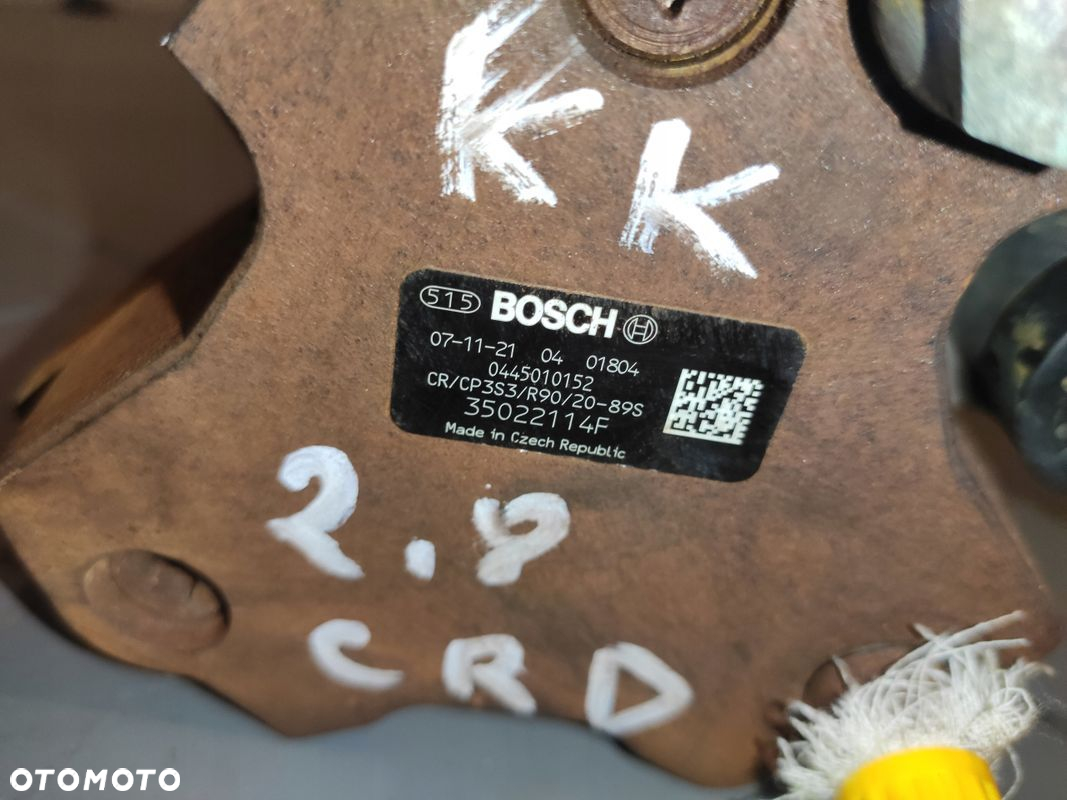 K K
515 BOSCH
07-11-21 04 01804
0445010152
CR/CP3S3/R90/20-89S
35022114F
Made in Czech Republic
2.8
CRD
OTOMOTO